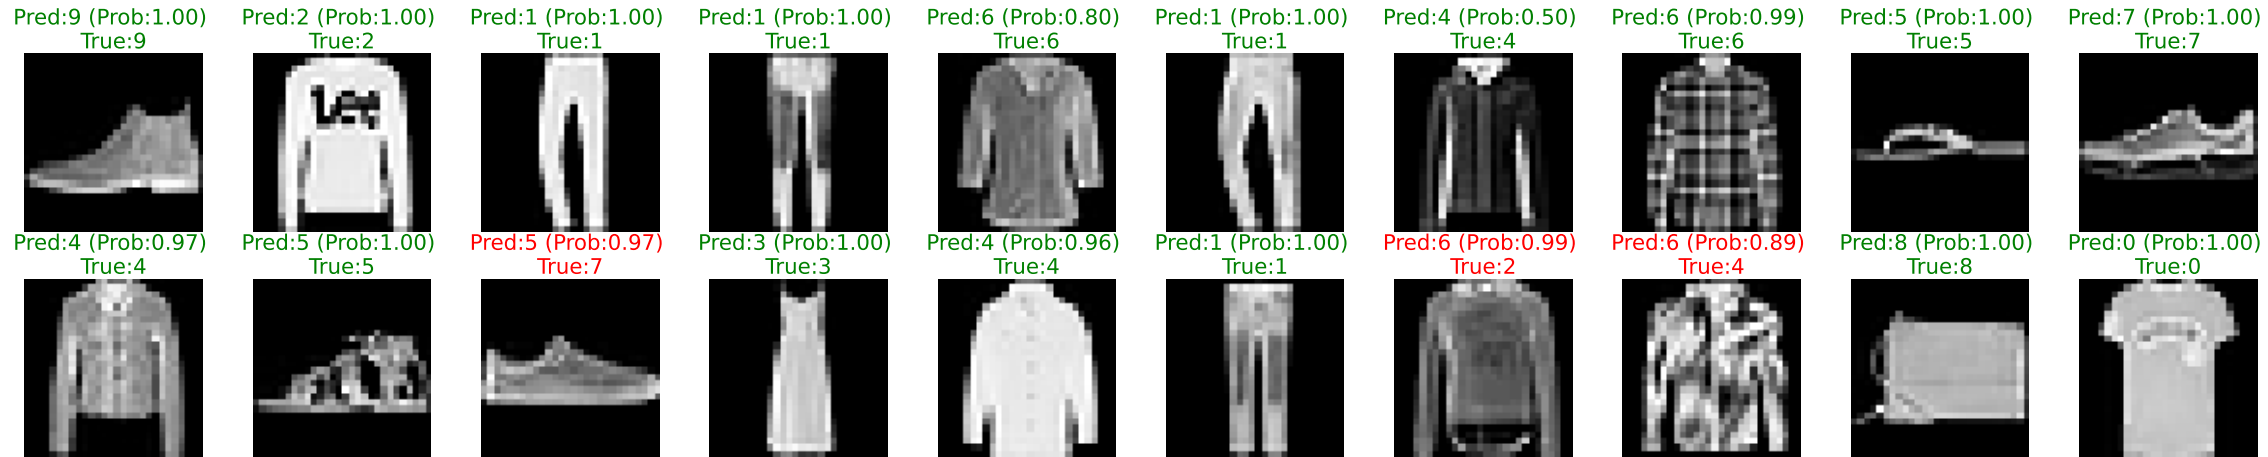 Pred:9 (Prob:1.00)
True:9
Pred:2 (Prob:1.00)
True:2
Pred:1 (Prob:1.00)
True:1
Pred:1 (Prob:1.00)
True:1
Pred:6 (Prob:0.80)
True:6
Pred:1 (Prob:1.00)
True:1
Pred:4 (Prob:0.50)
True:4
Pred:6 (Prob:0.99)
True:6
Pred:5 (Prob:1.00)
True:5
Pred:7 (Prob:1.00)
True:7
Lee
Pred:4 (Prob:0.97)
True:4
Pred:5 (Prob:1.00)
True:5
Pred:5 (Prob:0.97)
True:7
Pred:3 (Prob:1.00)
True:3
Pred:4 (Prob:0.96)
True:4
Pred:1 (Prob:1.00)
True:1
Pred:6 (Prob:0.99)
True:2
Pred:6 (Prob:0.89)
True:4
Pred:8 (Prob:1.00)
True:8
Pred:0 (Prob:1.00)
True:0